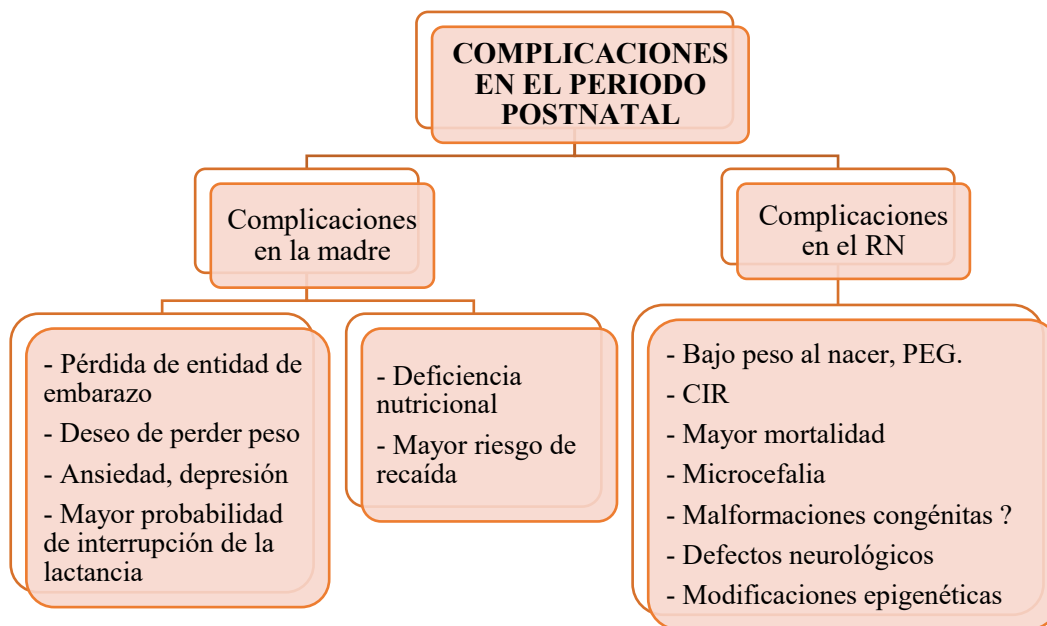 COMPLICACIONES
EN EL PERIODO
POSTNATAL
Complicaciones
en la madre
- Pérdida de entidad de
embarazo
- Deseo de perder peso
- Ansiedad, depresión
- Mayor probabilidad
de interrupción de la
lactancia
- Deficiencia
nutricional
- Mayor riesgo de
recaída
Complicaciones
en el RN
- Bajo peso al nacer, PEG.
- CIR
- Mayor mortalidad
- Microcefalia
- Malformaciones congénitas ?
- Defectos neurológicos
- Modificaciones epigenéticas